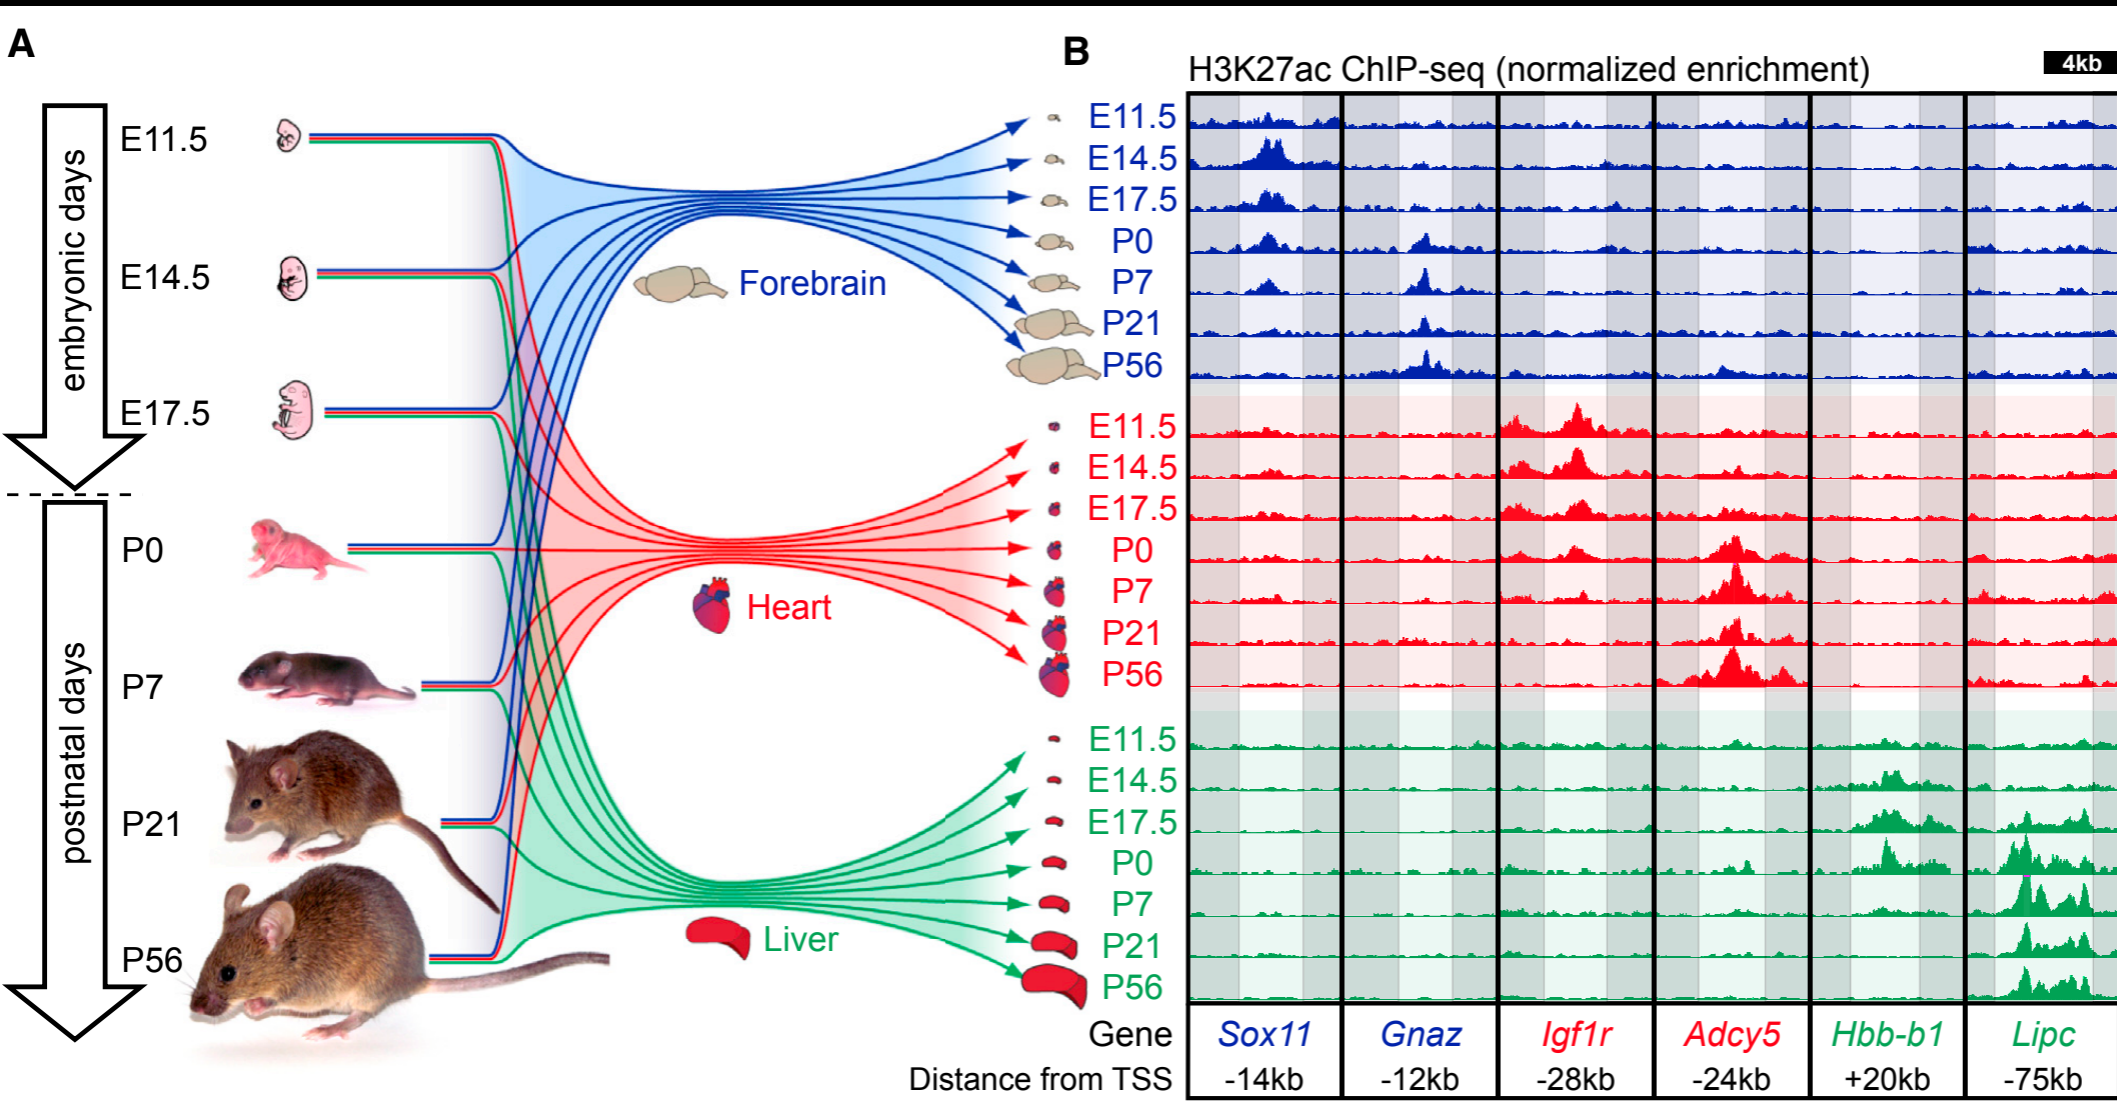 A
embryonic days
postnatal days
E11.5
E14.5
E17.5
P0
P7
P21
P56
Forebrain
Heart
Liver
B
H3K27ac ChIP-seq (normalized enrichment)
4kb
E11.5
E14.5
E17.5
P0
P7
P21
P56
E11.5
E14.5
E17.5
P0
P7
P21
P56
E11.5
E14.5
E17.5
P0
P7
P21
P56
Gene Sox11 Gnaz Igf1r Adcy5 Hbb-b1 Lipc
Distance from TSS -14kb -12kb -28kb -24kb +20kb -75kb